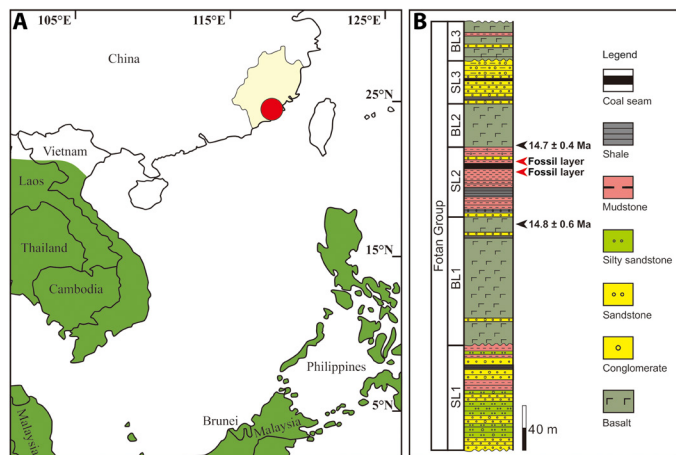 A
105°E
115°E
125°E
China
25°N
Vietnam
Laos
Thailand
Cambodia
15°N
Philippines
5°N
Brunei
Malaysia
Malaysia
B
Fotan Group
BL3
SL3
BL2
SL2
BL1
SL1
14.7 ± 0.4 Ma
Fossil layer
Fossil layer
14.8 ± 0.6 Ma
40 m
Legend
Coal seam
Shale
Mudstone
Silty sandstone
Sandstone
Conglomerate
Basalt